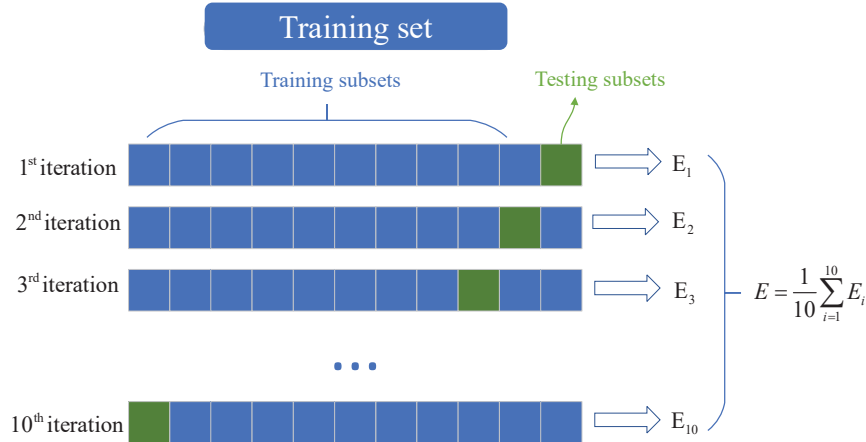 Training set
Training subsets
Testing subsets
1st iteration
E1
2nd iteration
E2
3rd iteration
E3
E = 1/10 ∑_{i=1}^{10} E_i
...
10th iteration
E10